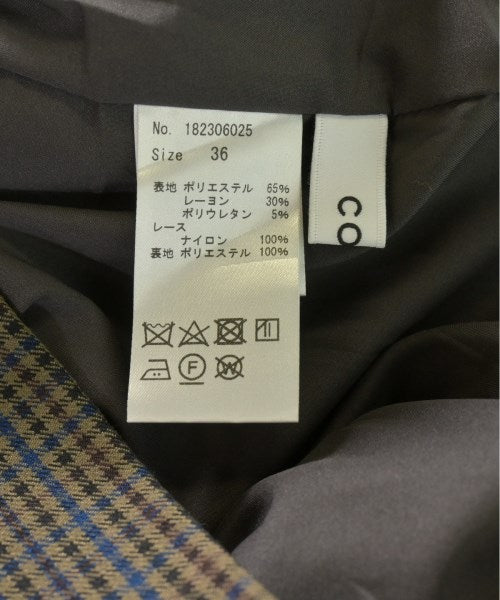 No. 182306025
Size 36
表地 ポリエステル 65%
レーヨン 30%
ポリウレタン 5%
レース
ナイロン 100%
裏地 ポリエステル 100%
F
W
CO